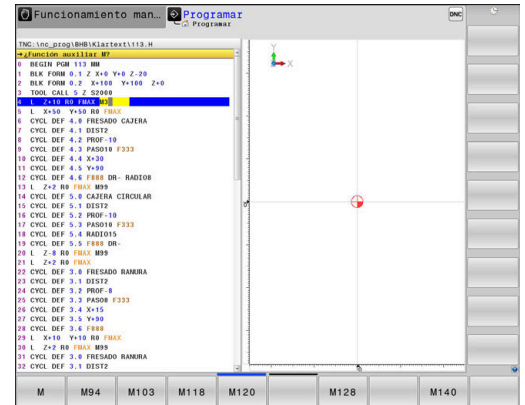 Funcionamiento man...
Programar
Programar
DNC
TNC:\nc_prog\BHB\Klartext\113.H
→¿Función auxiliar M?
0 BEGIN PGM 113 MM
1 BLK FORM 0.1 Z X+0 Y+0 Z-20
2 BLK FORM 0.2 X+100 Y+100 Z+0
3 TOOL CALL 5 Z S2000
4 L Z+10 R0 FMAX M3
5 L X+50 Y+50 R0 FMAX
6 CYCL DEF 4.0 FRESADO CAJERA
7 CYCL DEF 4.1 DIST2
8 CYCL DEF 4.2 PROF-10
9 CYCL DEF 4.3 PASO10 F333
10 CYCL DEF 4.4 X+30
11 CYCL DEF 4.5 Y+90
12 CYCL DEF 4.6 F888 DR- RADIO8
13 L Z+2 R0 FMAX M99
14 CYCL DEF 5.0 CAJERA CIRCULAR
15 CYCL DEF 5.1 DIST2
16 CYCL DEF 5.2 PROF-10
17 CYCL DEF 5.3 PASO10 F333
18 CYCL DEF 5.4 RADIO15
19 CYCL DEF 5.5 F888 DR-
20 L Z-8 R0 FMAX M99
21 L Z+2 R0 FMAX
22 CYCL DEF 3.0 FRESADO RANURA
23 CYCL DEF 3.1 DIST2
24 CYCL DEF 3.2 PROF-8
25 CYCL DEF 3.3 PASO8 F333
26 CYCL DEF 3.4 X+15
27 CYCL DEF 3.5 Y+90
28 CYCL DEF 3.6 F888
29 L X+10 Y+10 R0 FMAX
30 L Z+2 R0 FMAX M99
31 CYCL DEF 3.0 FRESADO RANURA
32 CYCL DEF 3.1 DIST2
Y
X
M M94 M103 M118 M120 M128 M140